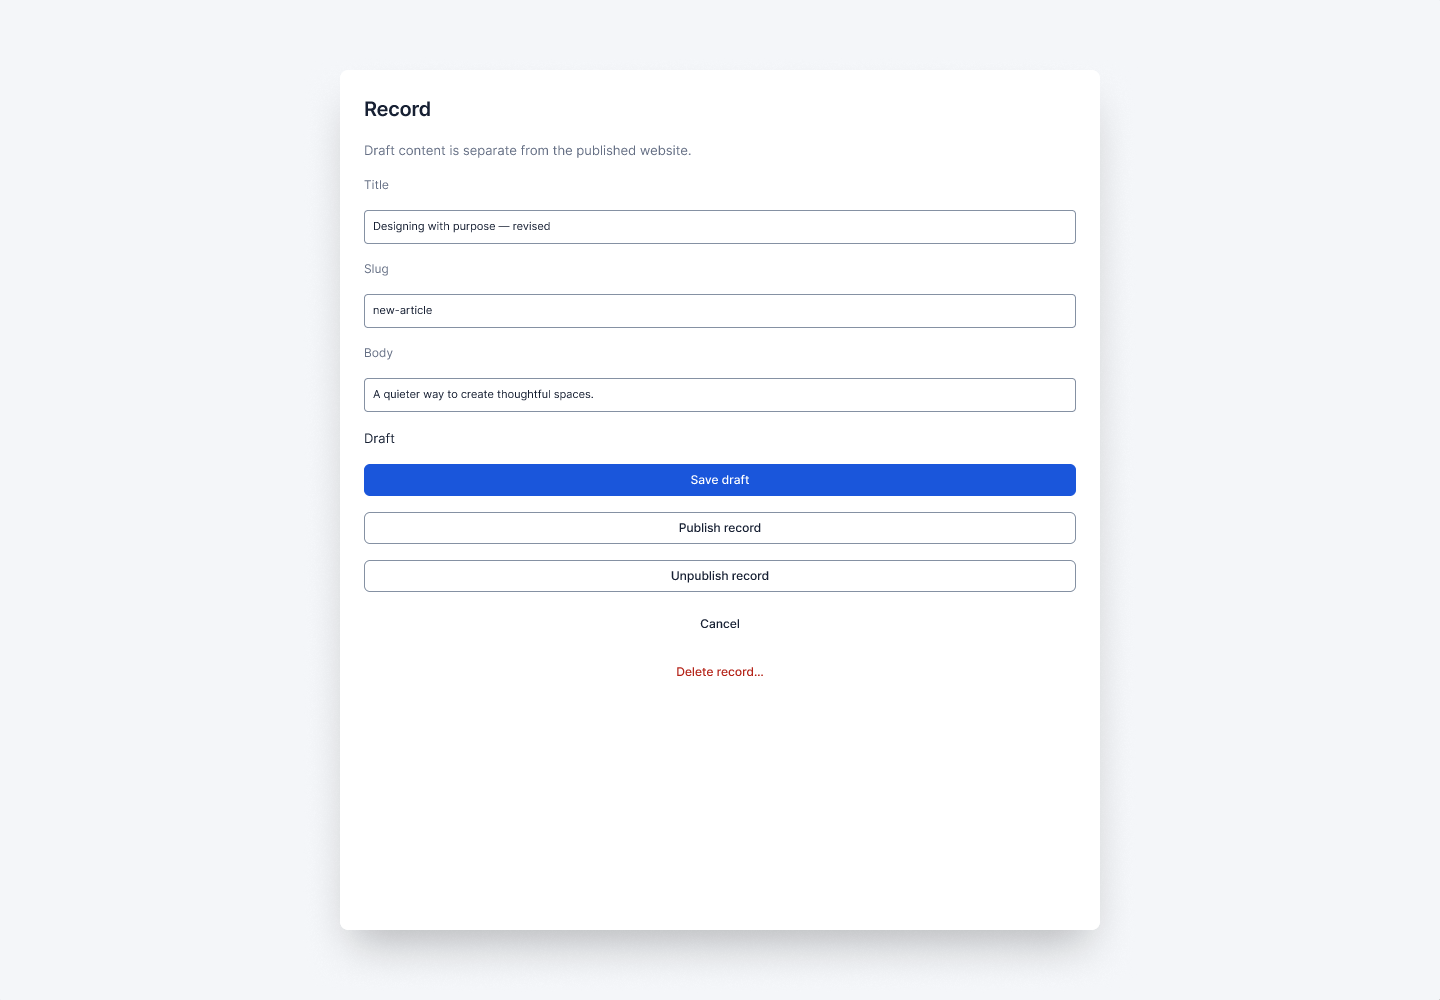 Record
Draft content is separate from the published website.
Title
Designing with purpose — revised
Slug
new-article
Body
A quieter way to create thoughtful spaces.
Draft
Save draft
Publish record
Unpublish record
Cancel
Delete record...